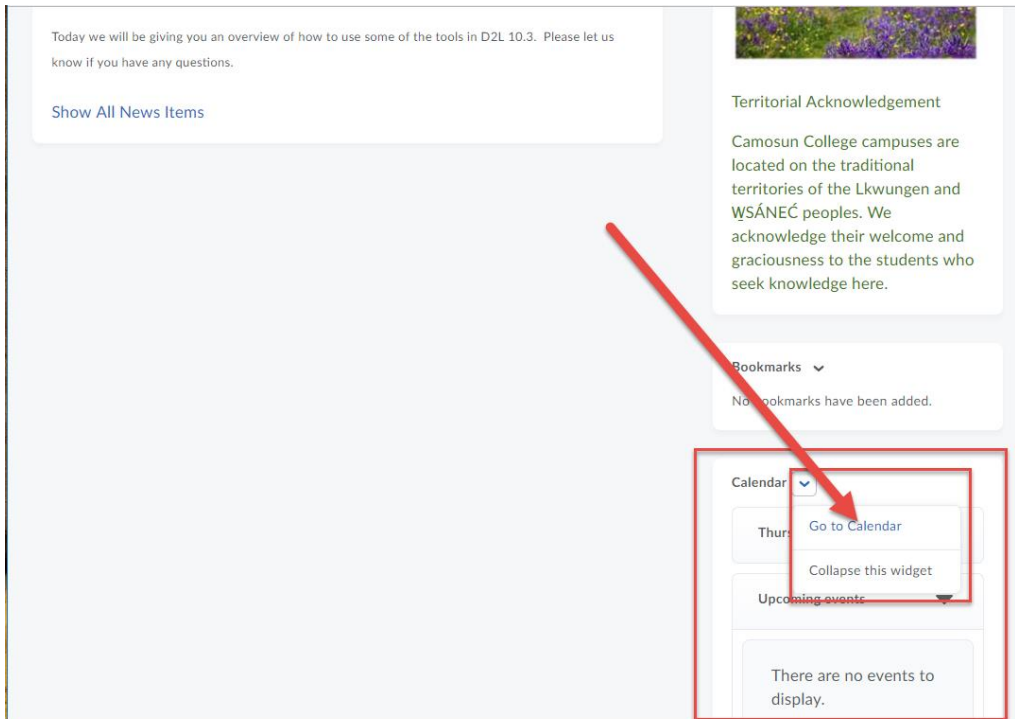 Today we will be giving you an overview of how to use some of the tools in D2L 10.3. Please let us
know if you have any questions.
Show All News Items
Territorial Acknowledgement
Camosun College campuses are
located on the traditional
territories of the Lkwungen and
W̱SÁNEĆ peoples. We
acknowledge their welcome and
graciousness to the students who
seek knowledge here.
Bookmarks
No bookmarks have been added.
Calendar
Go to Calendar
Thurs
Collapse this widget
Upcoming events
There are no events to
display.